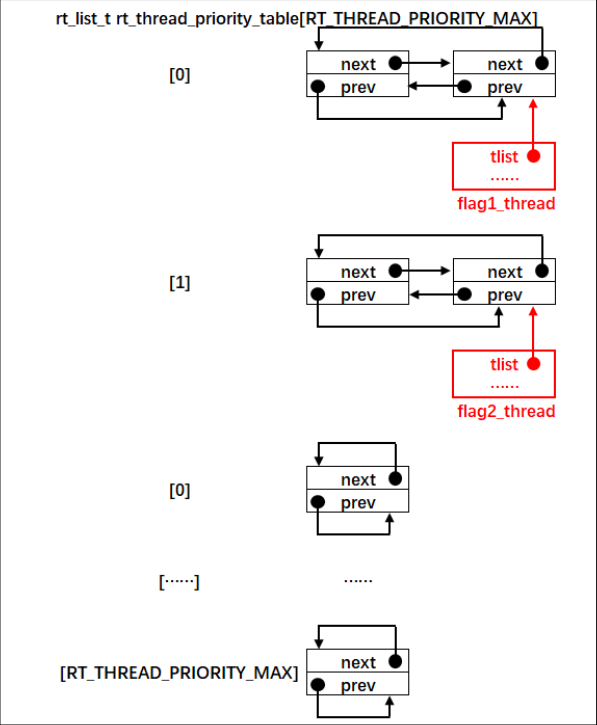 rt_list_t rt_thread_priority_table[RT_THREAD_PRIORITY_MAX]
[0]
next
next
prev
prev
tlist
......
flag1_thread
[1]
next
next
prev
prev
tlist
......
flag2_thread
[0]
next
prev
[······]
······
[RT_THREAD_PRIORITY_MAX]
next
prev